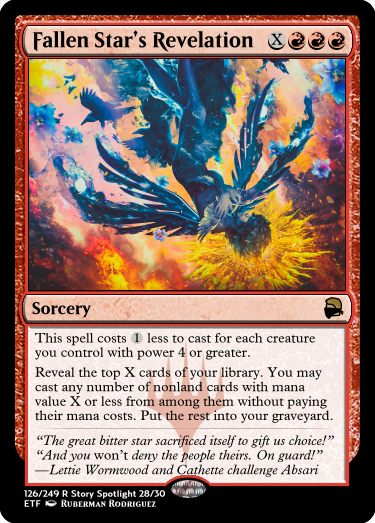 Fallen Star's Revelation X
Sorcery
This spell costs 1 less to cast for each creature
you control with power 4 or greater.
Reveal the top X cards of your library. You may
cast any number of nonland cards with mana
value X or less from among them without paying
their mana costs. Put the rest into your graveyard.
“The great bitter star sacrificed itself to gift us choice!”
“And you won't deny the people theirs. On guard!”
—Lettie Wormwood and Cathette challenge Absari
126/249 R Story Spotlight 28/30
ETF Ruberman Rodriguez